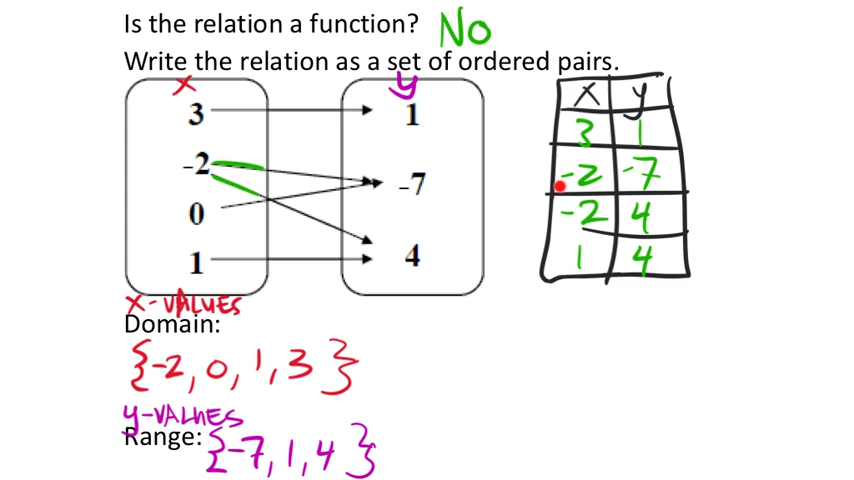 Is the relation a function? No
Write the relation as a set of ordered pairs.
x y
3 1
-2 -7
0 4
1
x y
3 1
-2 -7
-2 4
1 4
x-VALUES
Domain:
{-2, 0, 1, 3}
y-VALUES
Range: {-7, 1, 4}